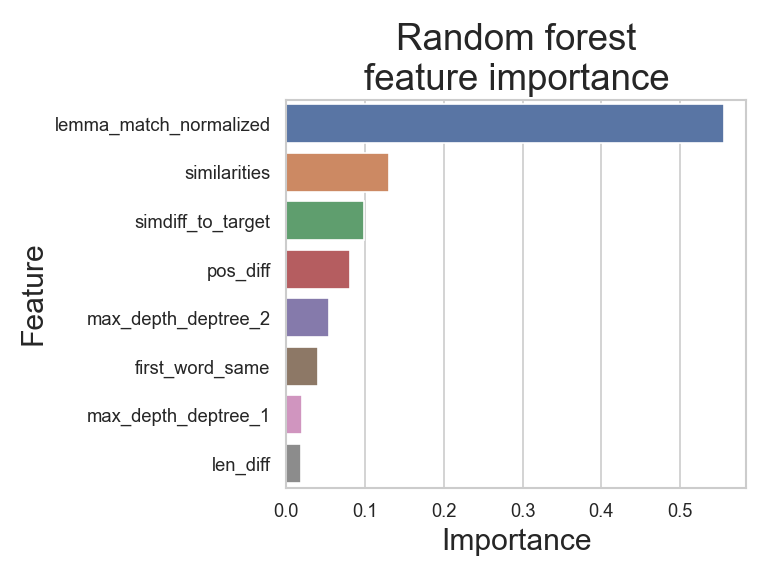 Random forest
feature importance
Feature
lemma_match_normalized
similarities
simdiff_to_target
pos_diff
max_depth_deptree_2
first_word_same
max_depth_deptree_1
len_diff
0.0 0.1 0.2 0.3 0.4 0.5
Importance